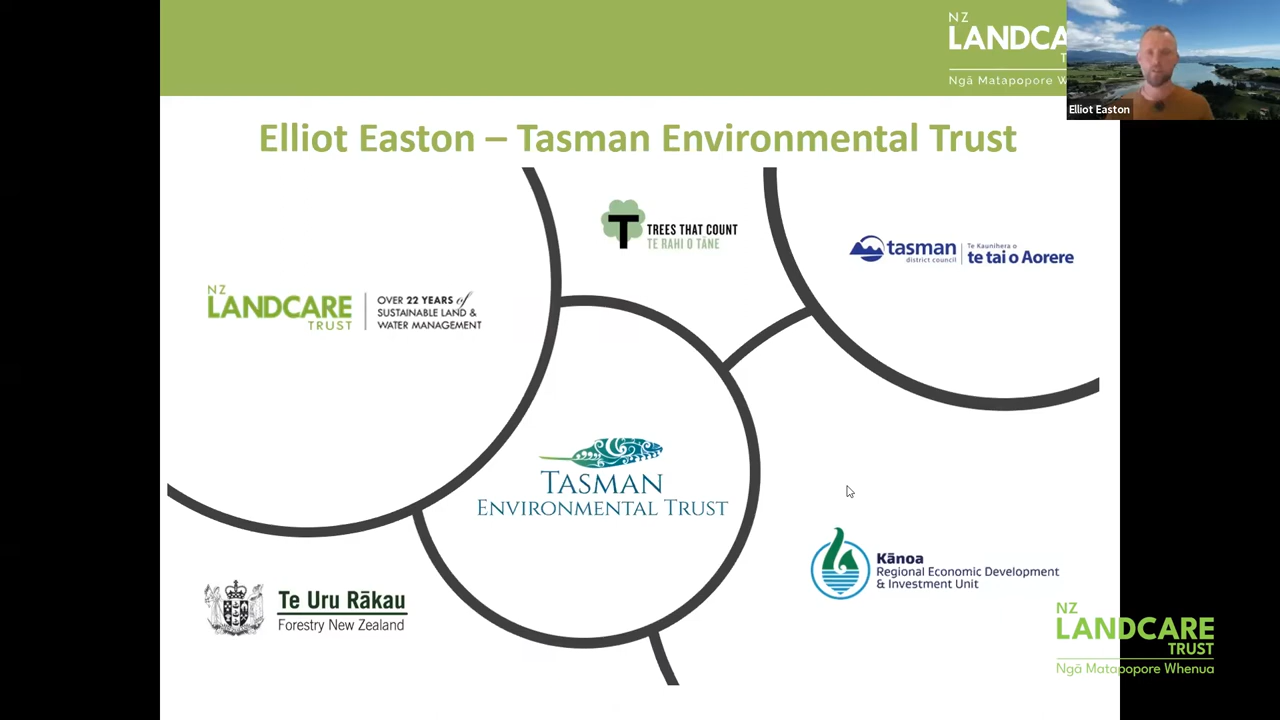 NZ
LANDCA
T
Ngā Matapopore W
Elliot Easton
Elliot Easton – Tasman Environmental Trust
T
TREES THAT COUNT
TE RAHI O TĀNE
tasman
district council
Te Kaunihera o
te tai o Aorere
NZ
LANDCARE
TRUST
OVER 22 YEARS of
SUSTAINABLE LAND &
WATER MANAGEMENT
TASMAN
ENVIRONMENTAL TRUST
Kānoa
Regional Economic Development
& Investment Unit
Te Uru Rākau
Forestry New Zealand
NZ
LANDCARE
TRUST
Ngā Matapopore Whenua